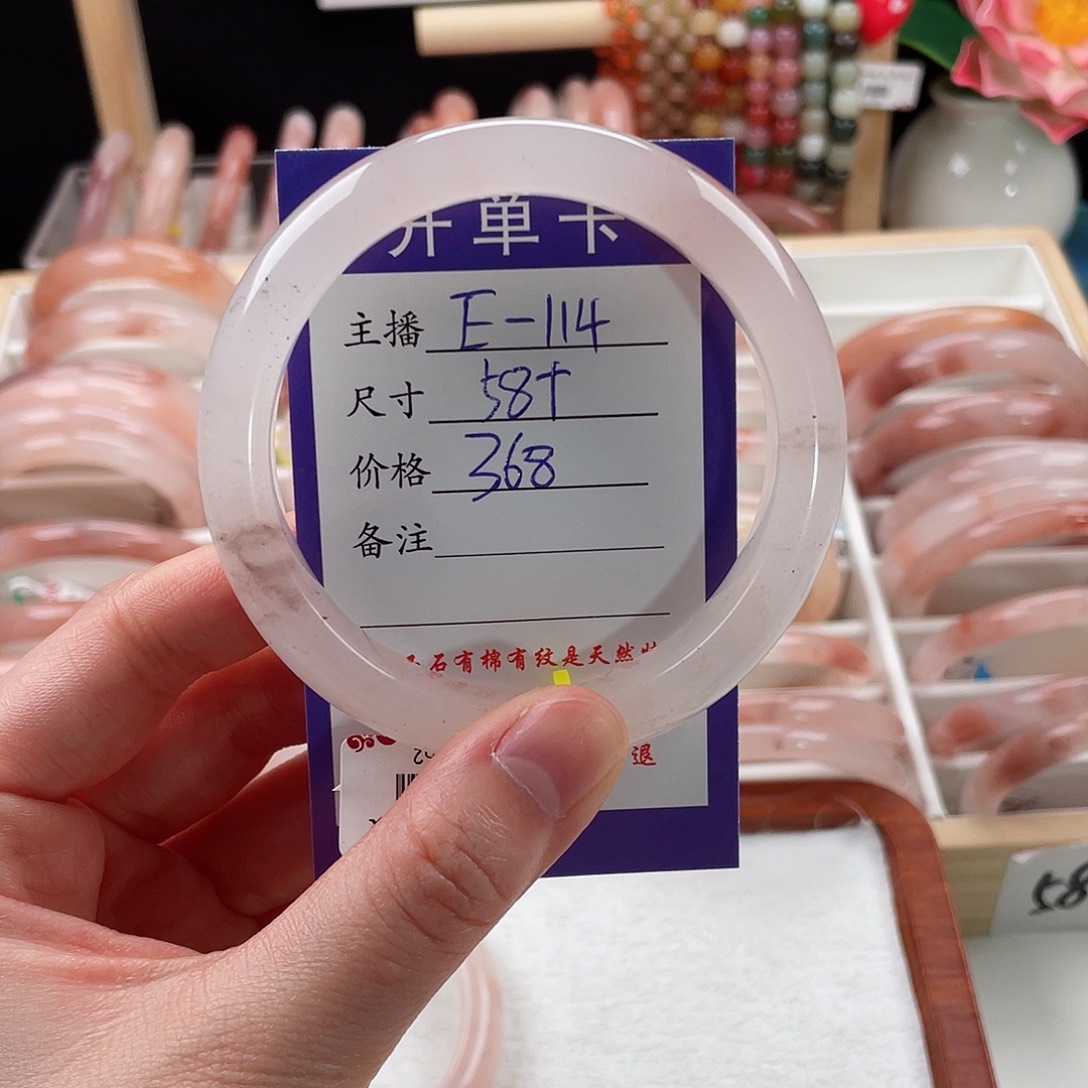 开单卡
主播 E-114
尺寸 58+
价格 368
备注
石有棉有纹是天然
退
58